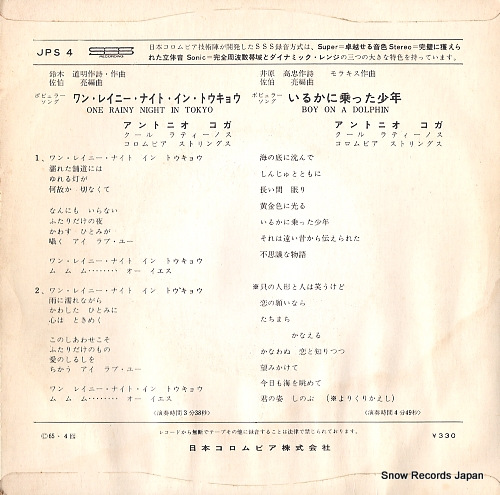 JPS 4
SSS
日本コロムビア技術陣が開発したSSS録音方式は、Super=卓越せる音色 Stereo=完璧に獲えら
れた立体音 Sonic=完全周波数帯域とダイナミック・レンジの三つの大きな特色を持っています。
鈴木 道明作詩・作曲
佐伯 亮編曲
ポピュラーソング ワン・レイニー・ナイト・イン・トウキョウ
ONE RAINY NIGHT IN TOKYO
アントニオ コガ
クール ラティーノス
コロムビア ストリングス
1、ワン・レイニー・ナイト イン トウキョウ
濡れた舗道には
ゆれる灯が
何故か 切なくて
なんにも いらない
ふたりだけの夜
かわす ひとみが
囁く アイ ラブ・ユー
ワン・レイニー・ナイト イン トウキョウ
ム ム ム‥‥‥‥ オー イエス
2、ワン・レイニー・ナイト イン トウキョウ
雨に濡れながら
かわした ひとみに
心は ときめく
このしあわせこそ
ふたりだけのもの
愛のしるしを
ちかう アイ ラブ・ユー
ワン レイニー・ナイト イン トウキョウ
ム ム ム‥‥‥‥ オー イエス
(演奏時間3分38秒)
井原 高忠作詩 モラキス作曲
佐伯 亮編曲
ポピュラーソング いるかに乗った少年
BOY ON A DOLPHIN
アントニオ コガ
クール ラティーノス
コロムビア ストリングス
海の底に沈んで
しんじゅとともに
長い間 眠り
黄金色に光る
いるかに乗った少年
それは遠い昔から伝えられた
不思議な物語
※貝の人形と人は笑うけど
恋の願いなら
たちまち
かなえる
かなわぬ 恋と知りつつ
望みかけて
今日も海を眺めて
君の姿 しのぶ (※よりくりかえし)
(演奏時間4分49秒)
©65・4
レコードから無断でテープその他に録音することは法律で禁じられております。
¥330
日本コロムビア株式会社
Snow Records Japan